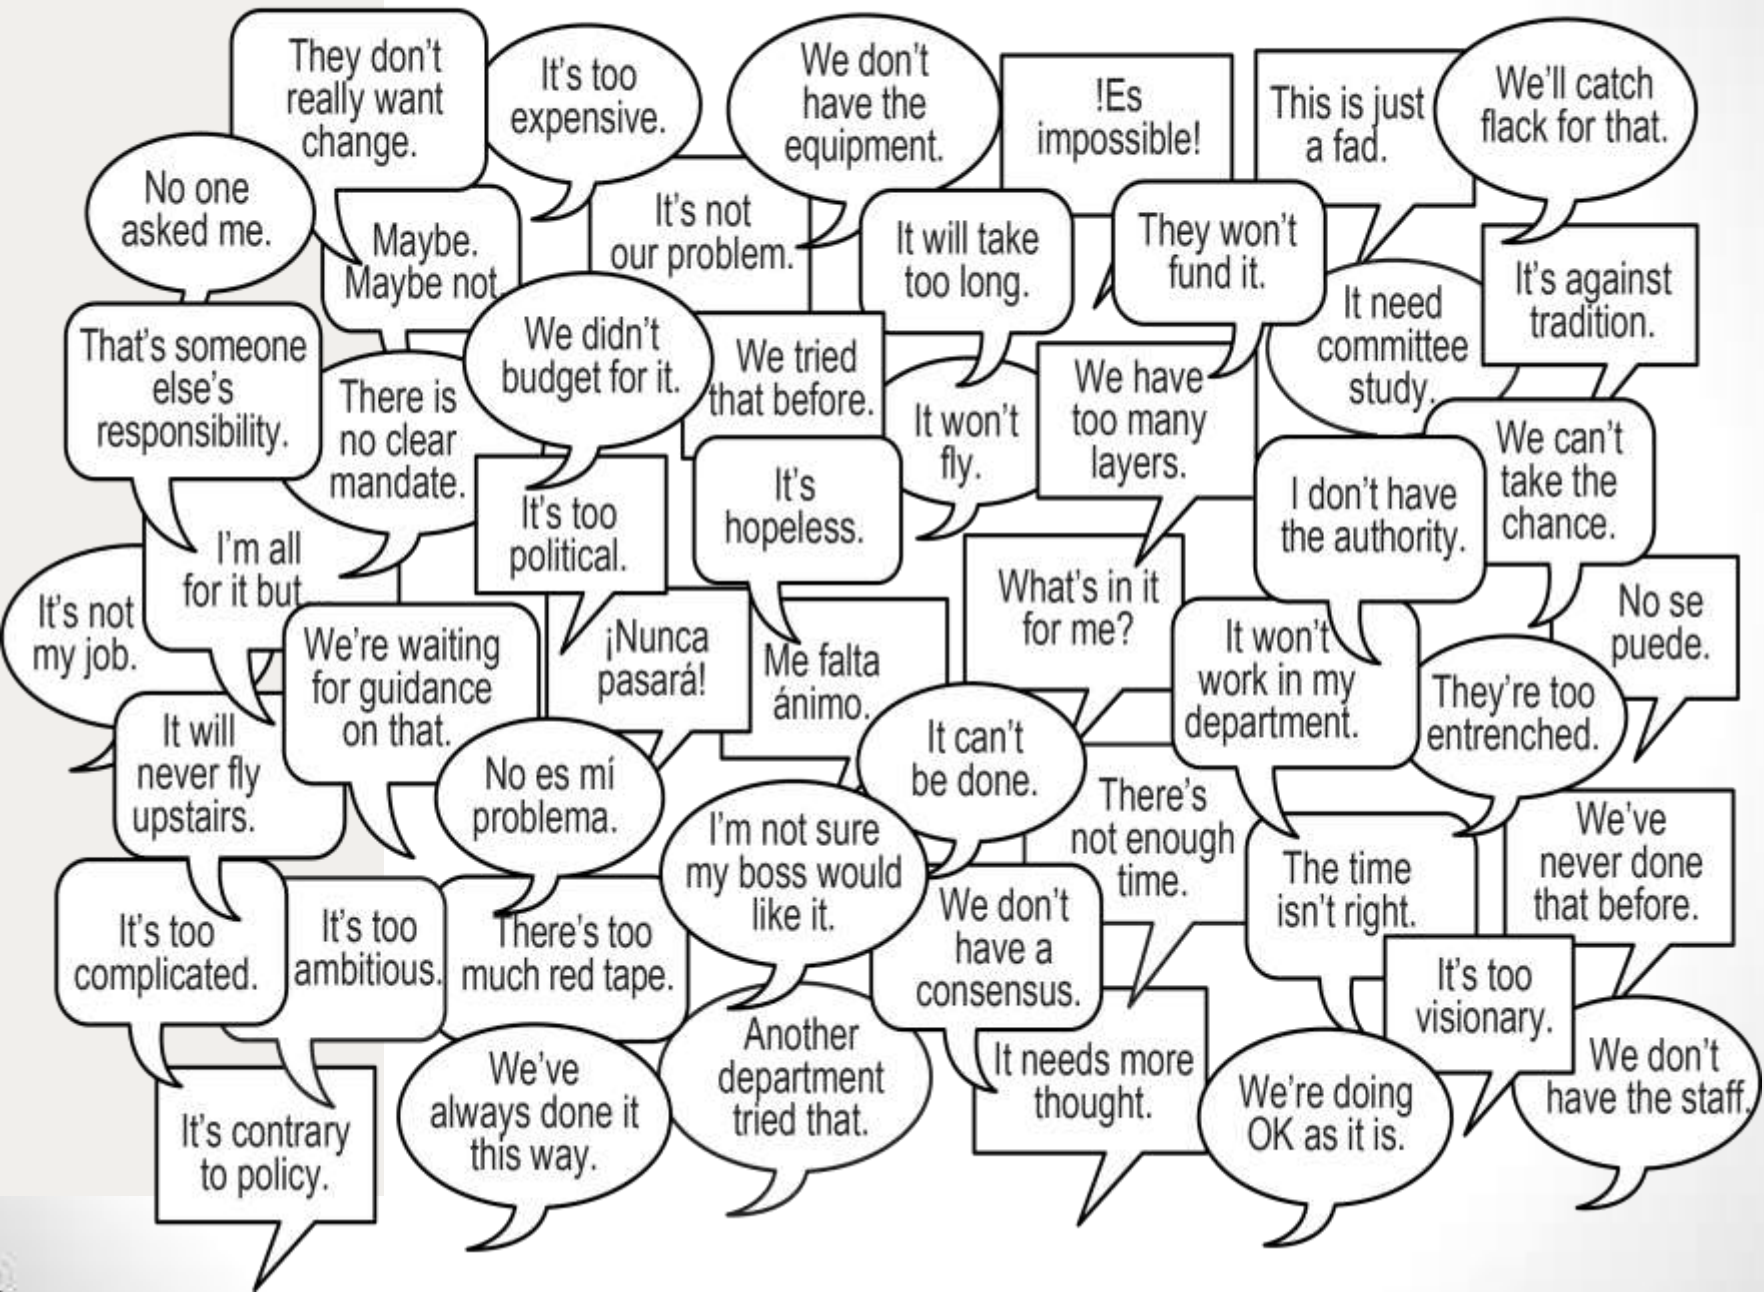 They don't
really want
change.
It's too
expensive.
We don't
have the
equipment.
!Es
impossible!
This is just
a fad.
We'll catch
flack for that.
No one
asked me.
Maybe.
Maybe not
It's not
our problem.
It will take
too long.
They won't
fund it.
It need
committee
study.
It's against
tradition.
That's someone
else's
responsibility.
There is
no clear
mandate.
We didn't
budget for it.
We tried
that before.
It won't
fly.
We have
too many
layers.
We can't
take the
chance.
I'm all
for it but
It's too
political.
It's
hopeless.
I don't have
the authority.
It's not
my job.
We're waiting
for guidance
on that.
¡Nunca
pasará!
Me falta
ánimo.
What's in it
for me?
It won't
work in my
department.
No se
puede.
They're too
entrenched.
It will
never fly
upstairs.
No es mí
problema.
It can't
be done.
I'm not sure
my boss would
like it.
There's
not enough
time.
The time
isn't right.
We've
never done
that before.
It's too
complicated.
It's too
ambitious.
There's too
much red tape.
We don't
have a
consensus.
It's too
visionary.
It's contrary
to policy.
We've
always done it
this way.
Another
department
tried that.
It needs more
thought.
We're doing
OK as it is.
We don't
have the staff.